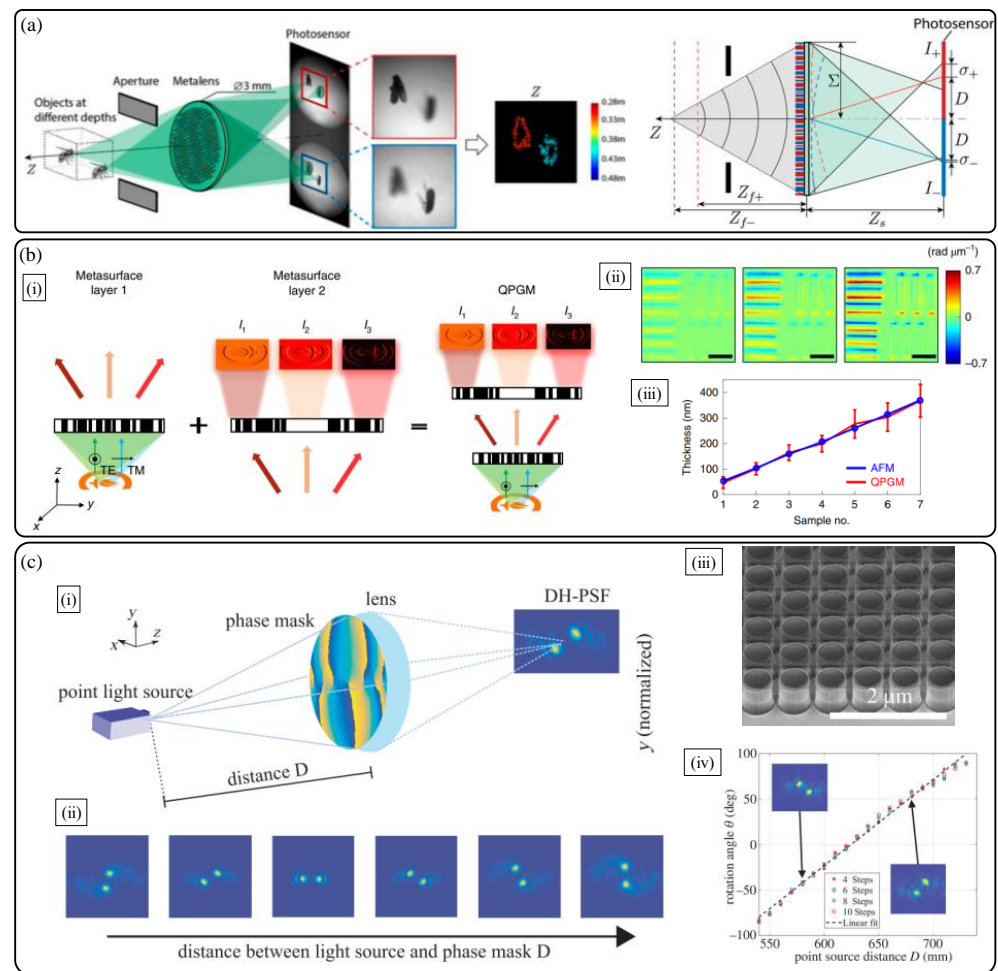 (a)
Photosensor
Aperture
Metalens
Ø3 mm
Objects at
different depths
Z
Z
0.28m
0.33m
0.38m
0.43m
0.48m
Photosensor
I+
σ+
Σ
D
Z
D
σ−
I−
Zf+
Zf−
Zs
(b)
(i)
Metasurface
layer 1
TE
TM
z
y
x
+
Metasurface
layer 2
I1
I2
I3
=
QPGM
I1
I2
I3
(ii)
(rad µm−1)
0.7
−0.7
(iii)
Thickness (nm)
400
300
200
100
0
AFM
QPGM
1 2 3 4 5 6 7
Sample no.
(c)
(i)
y
x
z
point light source
phase mask
lens
DH-PSF
y (normalized)
distance D
(ii)
distance between light source and phase mask D
(iii)
2 µm
(iv)
rotation angle θ (deg)
100
50
0
−50
−100
4 Steps
6 Steps
8 Steps
10 Steps
Linear fit
550 600 650 700
point source distance D (mm)